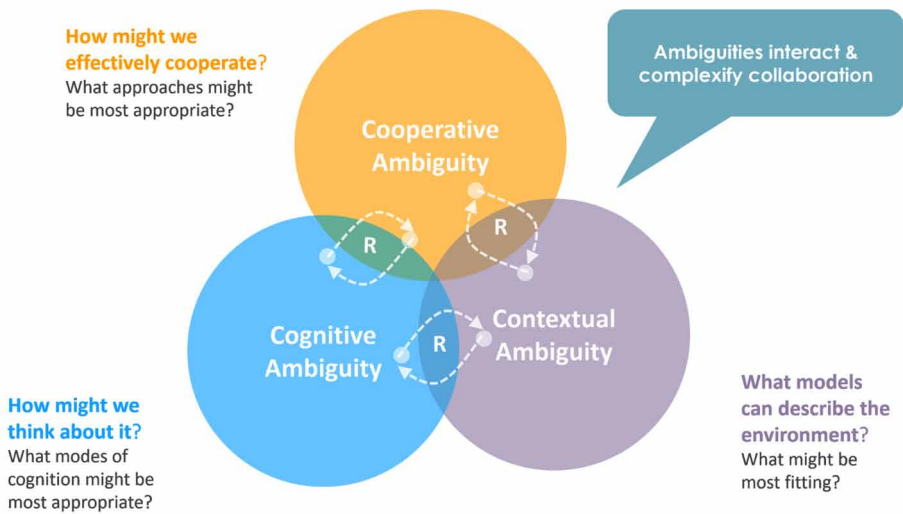 How might we
effectively cooperate?
What approaches might
be most appropriate?
Ambiguities interact &
complexify collaboration
Cooperative
Ambiguity
R
R
Cognitive
Ambiguity
R
Contextual
Ambiguity
How might we
think about it?
What modes of
cognition might be
most appropriate?
What models
can describe the
environment?
What might be
most fitting?